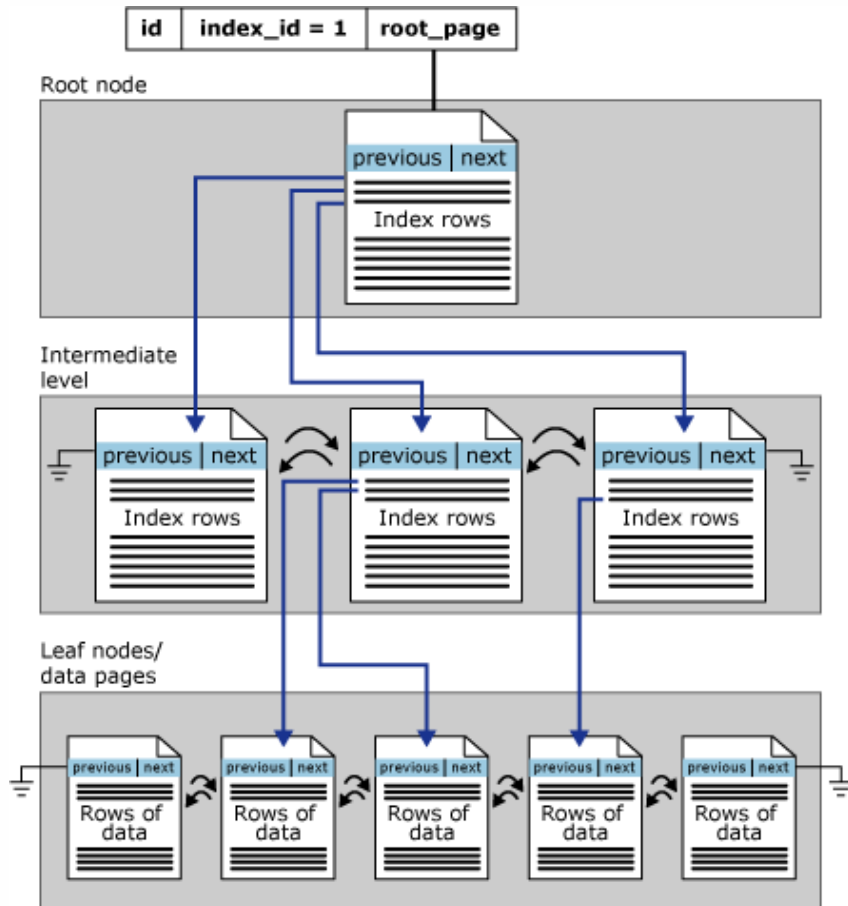 id index_id = 1 root_page
Root node
previous next
Index rows
Intermediate
level
previous next previous next previous next
Index rows Index rows Index rows
Leaf nodes/
data pages
previous next previous next previous next previous next previous next
Rows of Rows of Rows of Rows of Rows of
data data data data data